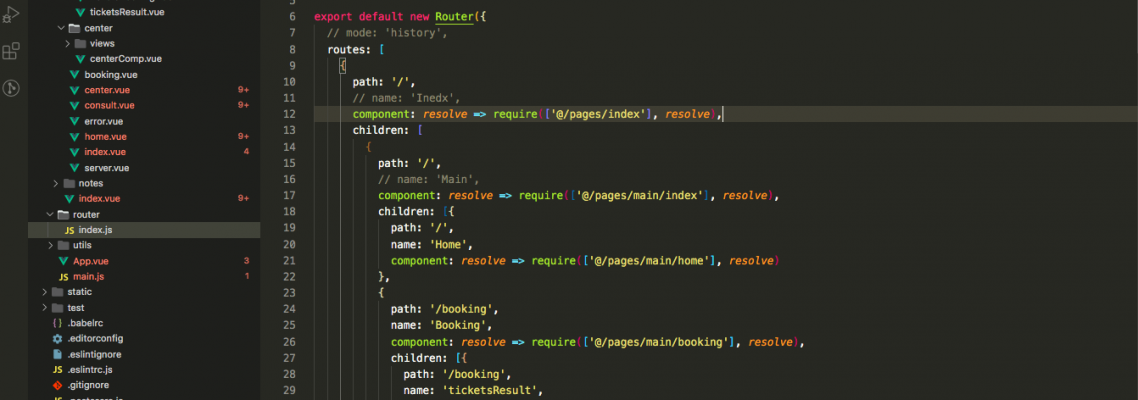 ticketsResult.vue
center
views
centerComp.vue
booking.vue
center.vue 9+
consult.vue 9+
error.vue
home.vue 9+
index.vue 4
server.vue
notes
index.vue 9+
router
JS index.js
utils
App.vue 3
JS main.js 1
static
test
{ } .babelrc
.editorconfig
.eslintignore
JS .eslintrc.js
.gitignore
6 export default new Router({
7 // mode: 'history',
8 routes: [
9 {
10 path: '/',
11 // name: 'Inedx',
12 component: resolve => require(['@/pages/index'], resolve),
13 children: [
14 {
15 path: '/',
16 // name: 'Main',
17 component: resolve => require(['@/pages/main/index'], resolve),
18 children: [{
19 path: '/',
20 name: 'Home',
21 component: resolve => require(['@/pages/main/home'], resolve)
22 },
23 {
24 path: '/booking',
25 name: 'Booking',
26 component: resolve => require(['@/pages/main/booking'], resolve),
27 children: [{
28 path: '/booking',
29 name: 'ticketsResult',